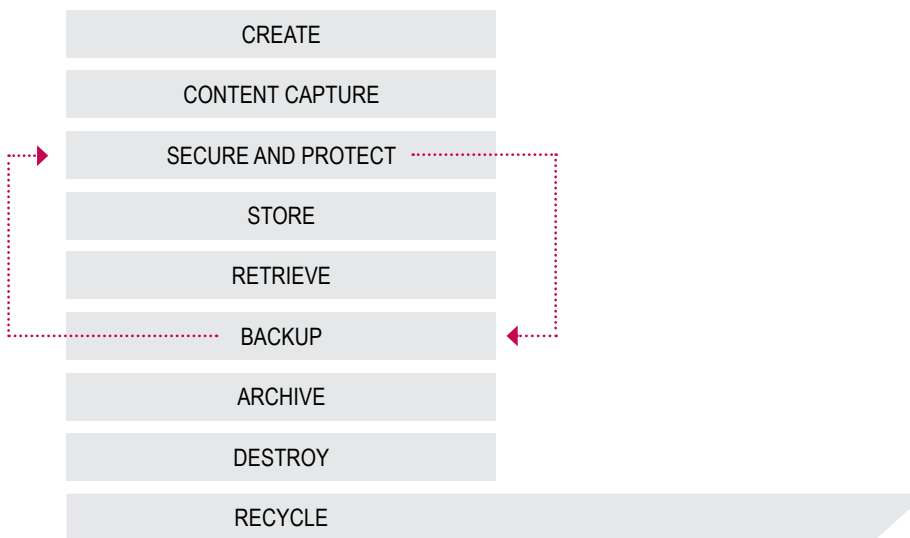 CREATE
CONTENT CAPTURE
SECURE AND PROTECT
STORE
RETRIEVE
BACKUP
ARCHIVE
DESTROY
RECYCLE